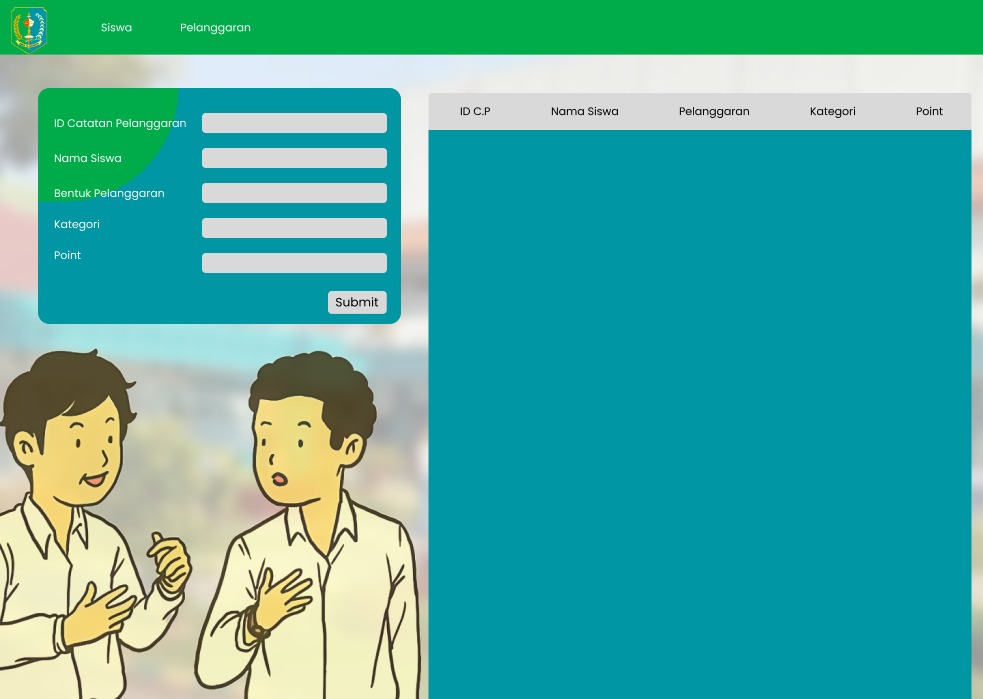 Siswa Pelanggaran
ID Catatan Pelanggaran
Nama Siswa
Bentuk Pelanggaran
Kategori
Point
Submit
ID C.P Nama Siswa Pelanggaran Kategori Point